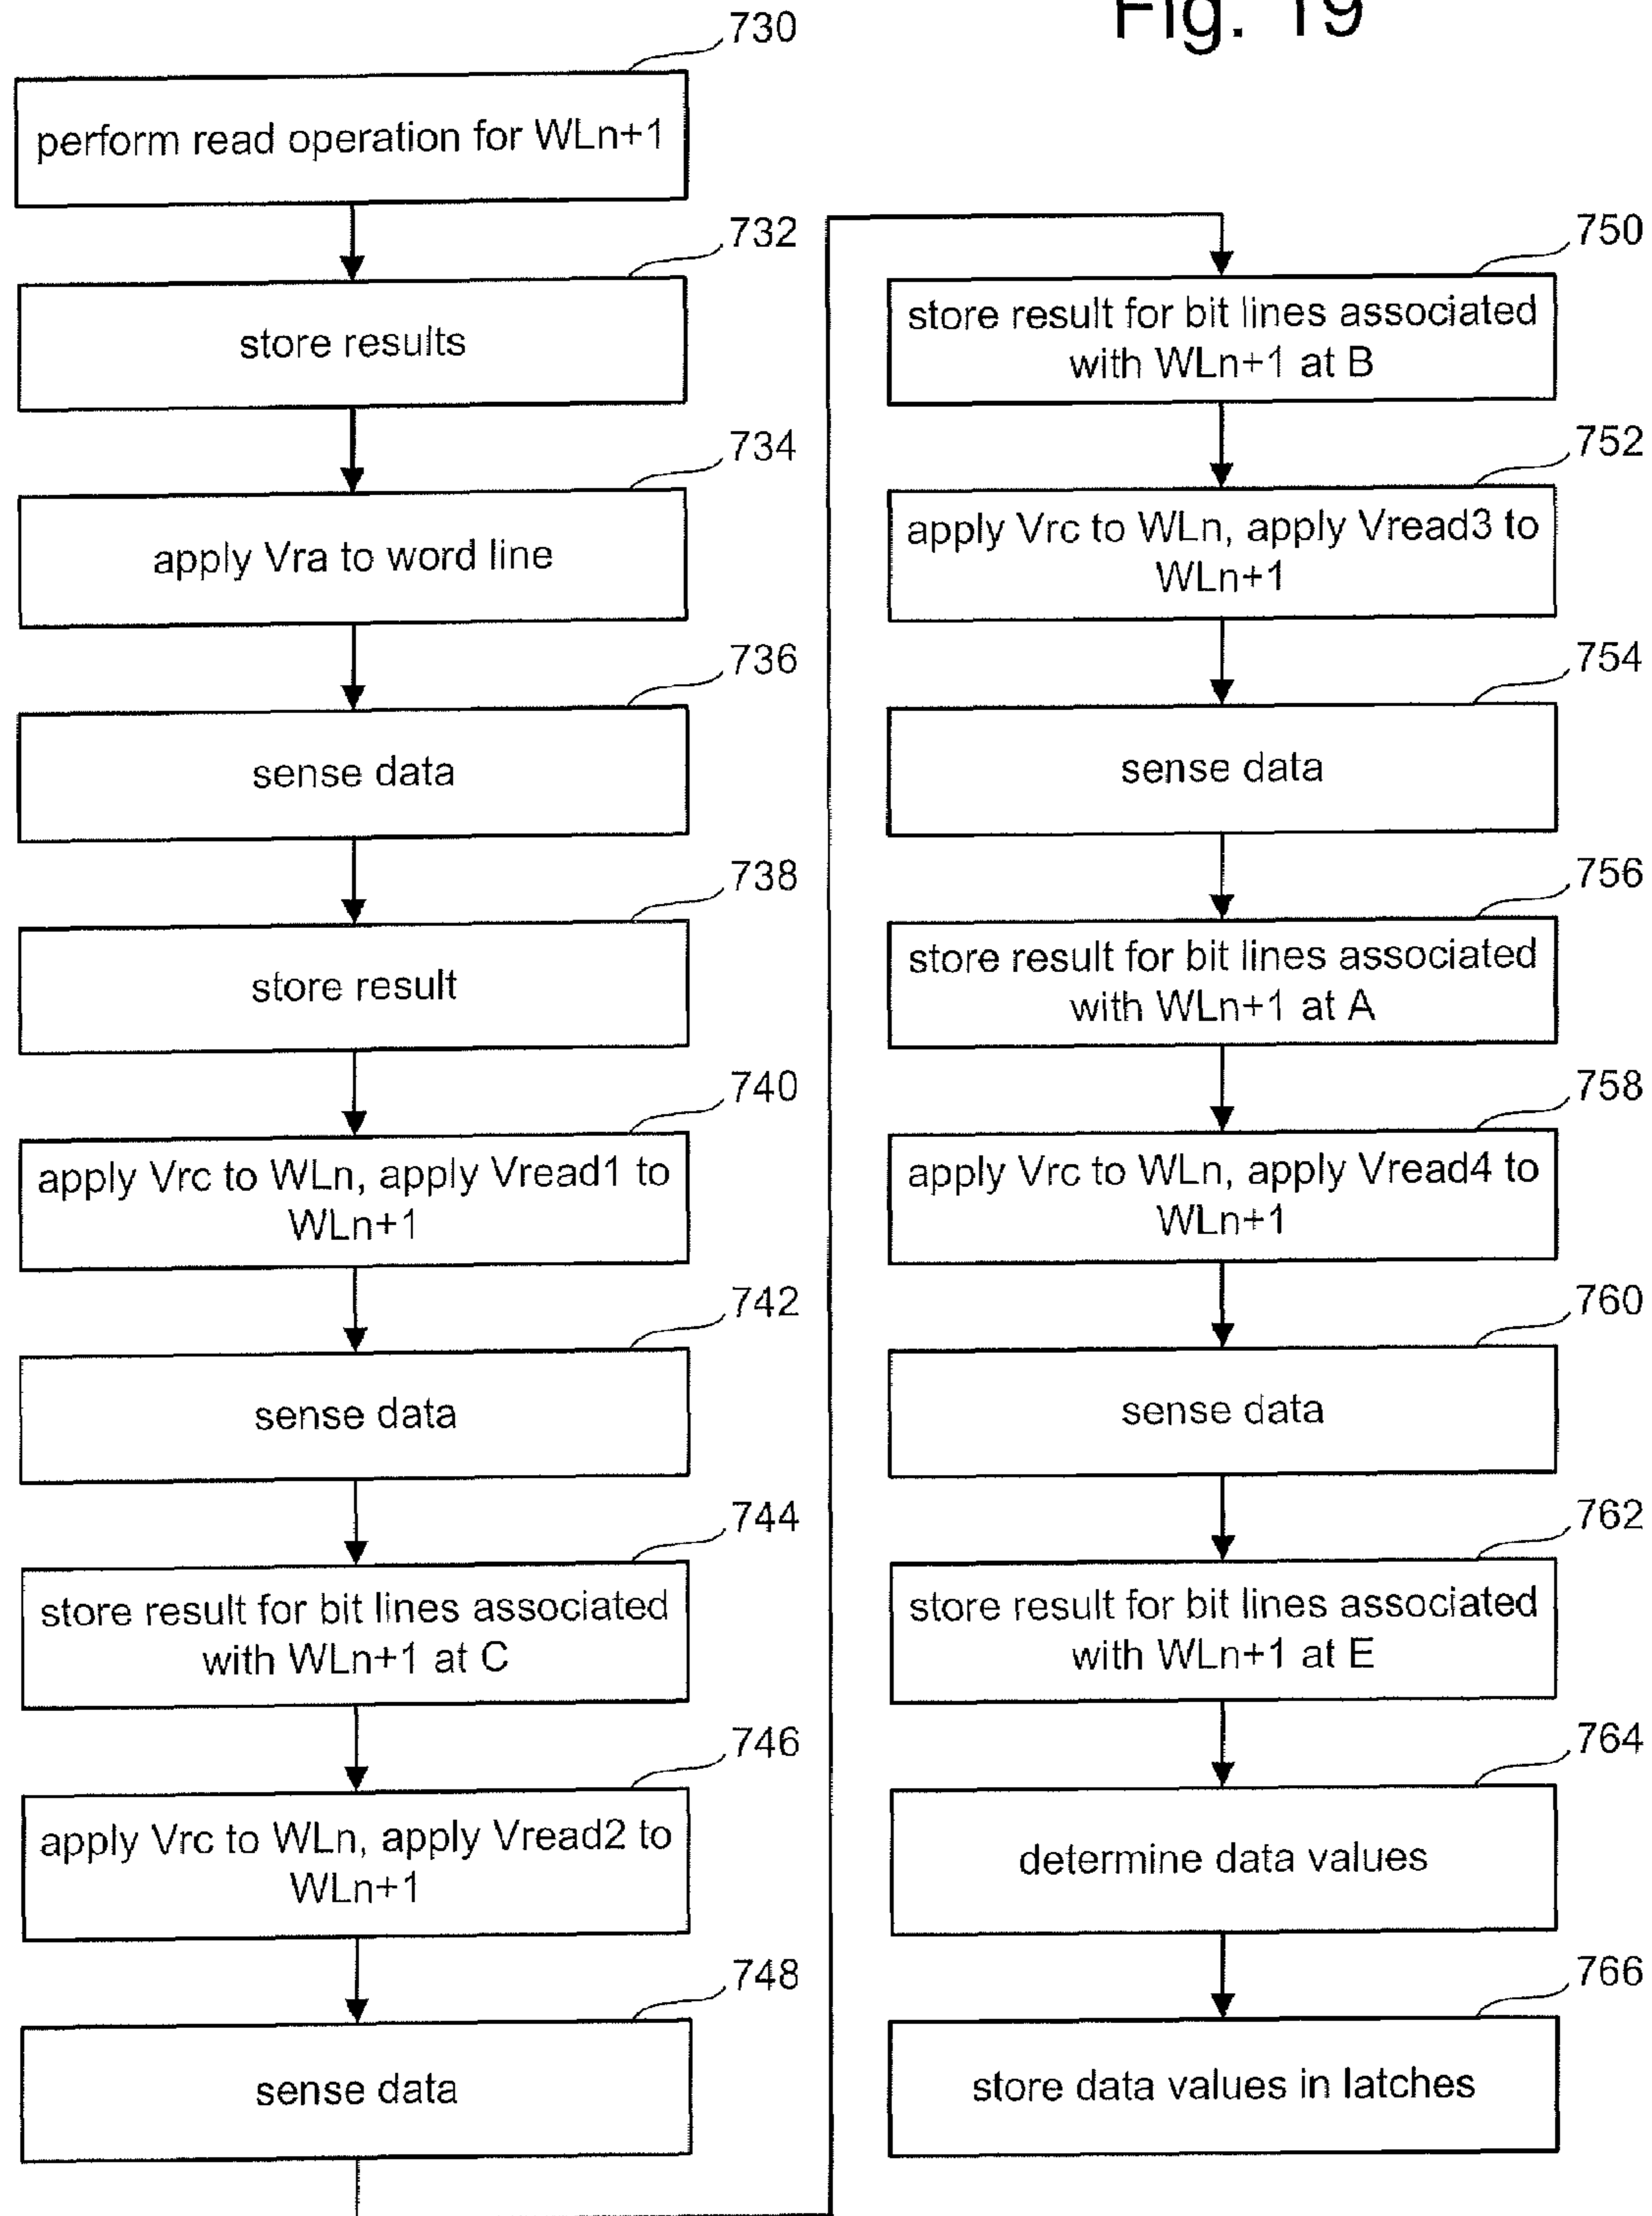 Fig. 19
730
perform read operation for WLn+1
732
store results
734
apply Vra to word line
736
sense data
738
store result
740
apply Vrc to WLn, apply Vread1 to
WLn+1
742
sense data
744
store result for bit lines associated
with WLn+1 at C
746
apply Vrc to WLn, apply Vread2 to
WLn+1
748
sense data
750
store result for bit lines associated
with WLn+1 at B
752
apply Vrc to WLn, apply Vread3 to
WLn+1
754
sense data
756
store result for bit lines associated
with WLn+1 at A
758
apply Vrc to WLn, apply Vread4 to
WLn+1
760
sense data
762
store result for bit lines associated
with WLn+1 at E
764
determine data values
766
store data values in latches